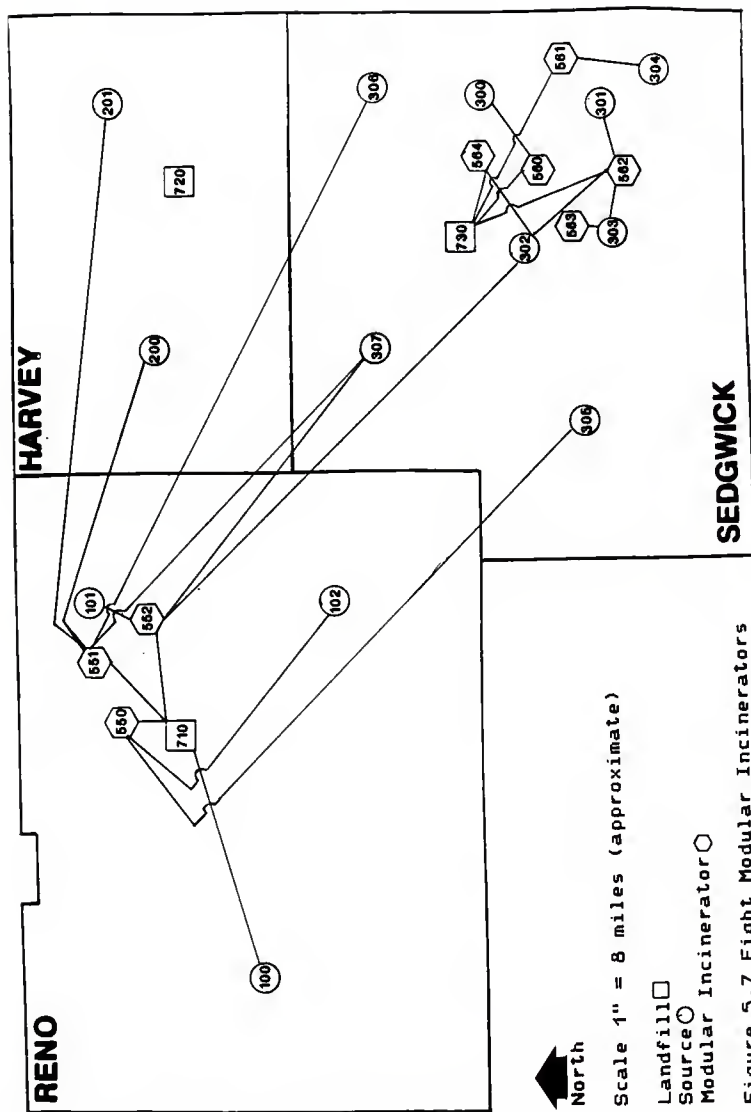 RENO
HARVEY
SEDGWICK
201
720
200
306
307
300
564
560
561
304
301
562
730
302
563
303
305
101
552
551
550
710
102
100
North
Scale 1" = 8 miles (approximate)
Landfill
Source
Modular Incinerator
Figure 5.7 Eight Modular Incinerators